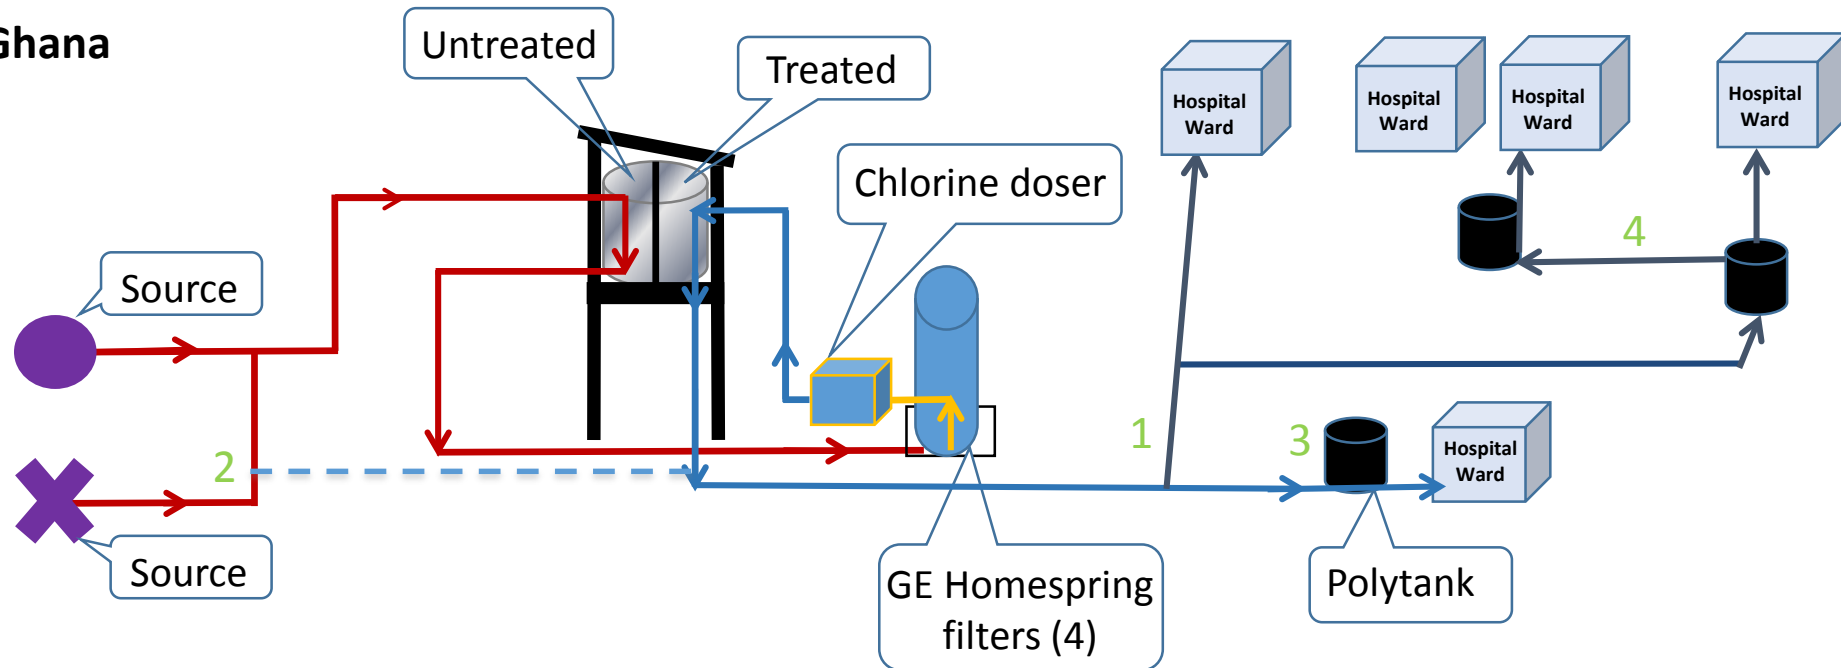 Ghana
Untreated
Treated
Chlorine doser
Source
Source
2
GE Homespring
filters (4)
1
3
4
Polytank
Hospital
Ward
Hospital
Ward
Hospital
Ward
Hospital
Ward
Hospital
Ward